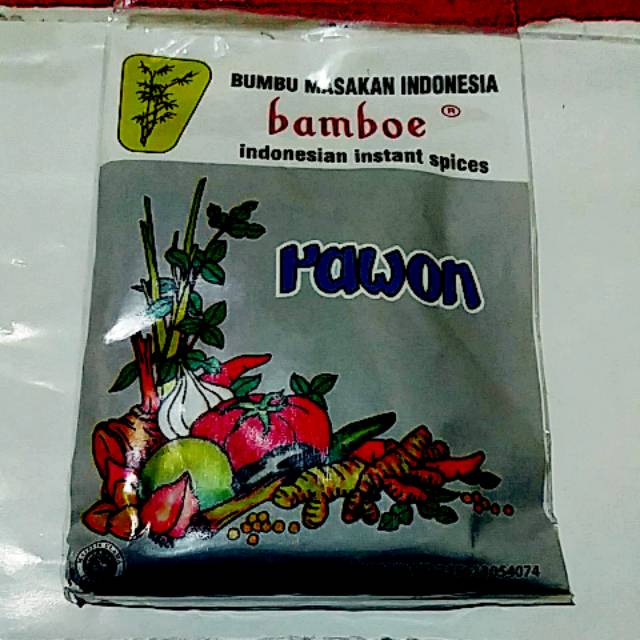 BUMBU MASAKAN INDONESIA
bamboe ®
indonesian instant spices
rawon